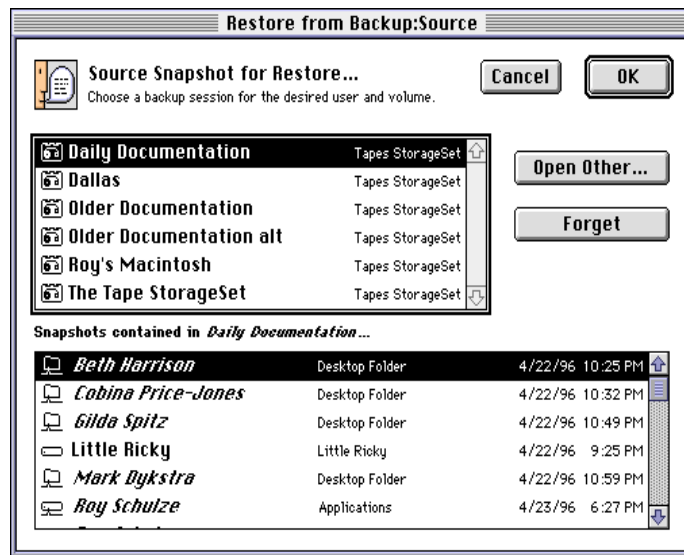 Restore from Backup:Source
Source Snapshot for Restore...
Choose a backup session for the desired user and volume.
Cancel
OK
Daily Documentation Tapes StorageSet
Dallas Tapes StorageSet
Older Documentation Tapes StorageSet
Older Documentation alt Tapes StorageSet
Roy's Macintosh Tapes StorageSet
The Tape StorageSet Tapes StorageSet
Open Other...
Forget
Snapshots contained in Daily Documentation...
Beth Harrison Desktop Folder 4/22/96 10:25 PM
Cobina Price-Jones Desktop Folder 4/22/96 10:32 PM
Gilda Spitz Desktop Folder 4/22/96 10:49 PM
Little Ricky Little Ricky 4/22/96 9:25 PM
Mark Dykstra Desktop Folder 4/22/96 10:59 PM
Roy Schulze Applications 4/23/96 6:27 PM